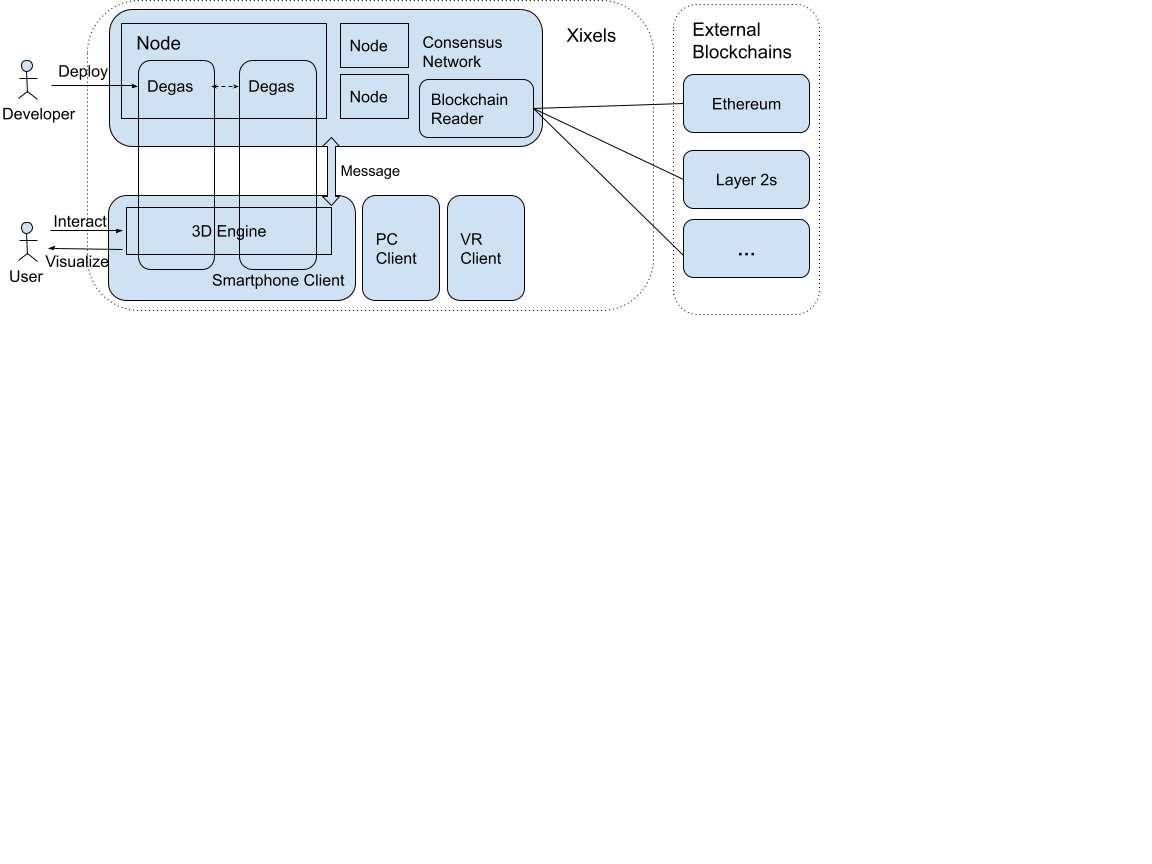 Xixels
External
Blockchains
Node
Node
Consensus
Network
Deploy
Degas
Degas
Node
Blockchain
Reader
Developer
Ethereum
Message
Layer 2s
Interact
3D Engine
PC
Client
VR
Client
Visualize
User
Smartphone Client
...